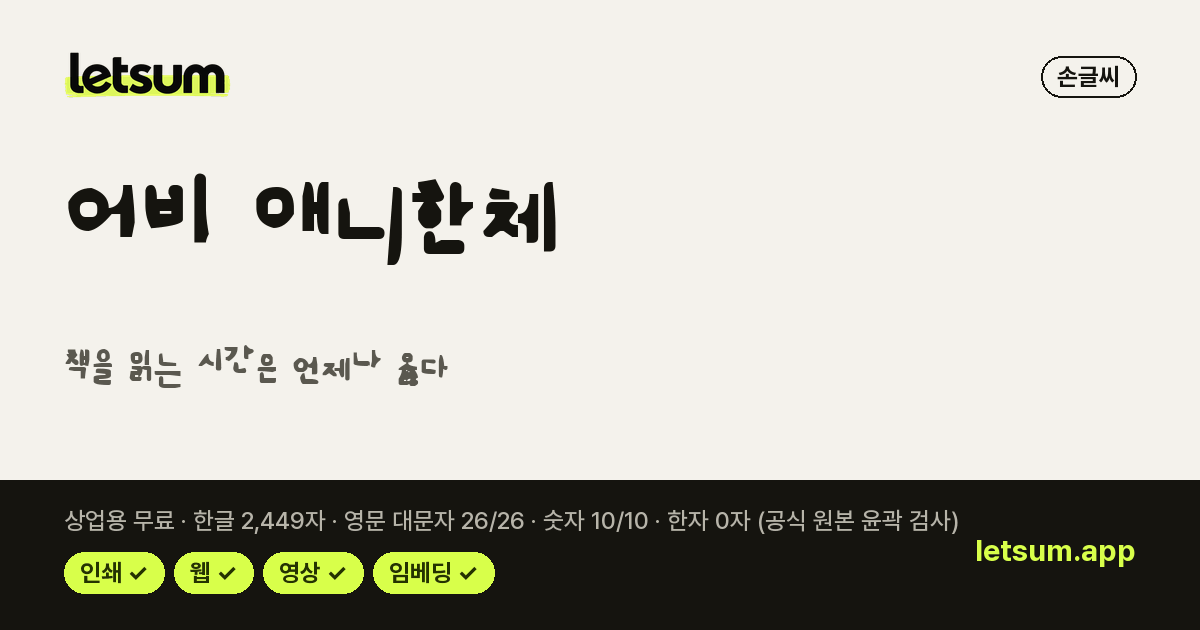 letsum
손글씨
어비 애니한체
책을 읽는 시간은 언제나 옳다
상업용 무료 · 한글 2,449자 · 영문 대문자 26/26 · 숫자 10/10 · 한자 0자 (공식 원본 윤곽 검사)
인쇄 ✓ 웹 ✓ 영상 ✓ 임베딩 ✓
letsum.app